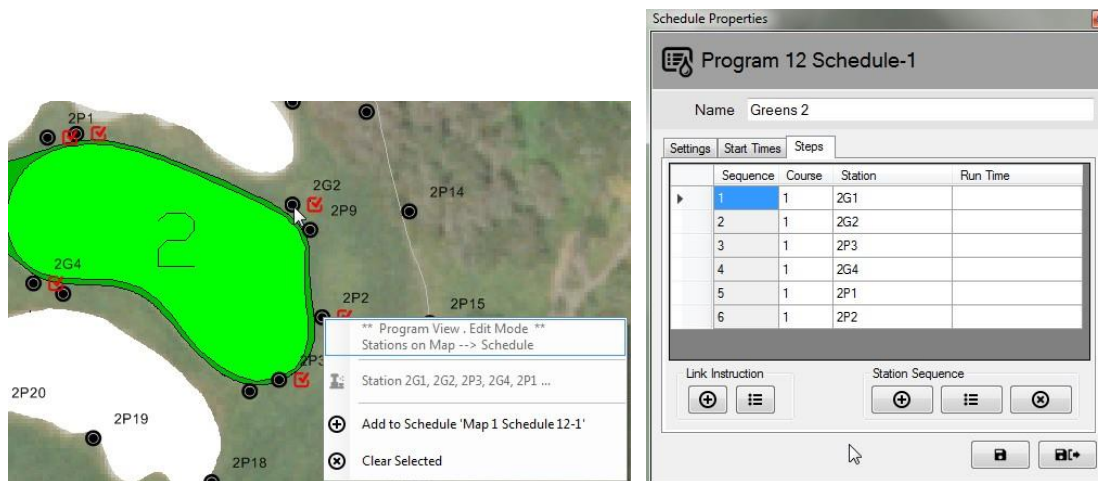 2P1
2G2
2P9
2P14
2
2G4
2P2
2P15
** Program View . Edit Mode **
Stations on Map --> Schedule
2P3
Station 2G1, 2G2, 2P3, 2G4, 2P1 ...
2P20
2P19
Add to Schedule 'Map 1 Schedule 12-1'
2P18
Clear Selected
Schedule Properties
Program 12 Schedule-1
Name Greens 2
Settings Start Times Steps
Sequence Course Station Run Time
1 1 2G1
2 1 2G2
3 1 2P3
4 1 2G4
5 1 2P1
6 1 2P2
Link Instruction Station Sequence